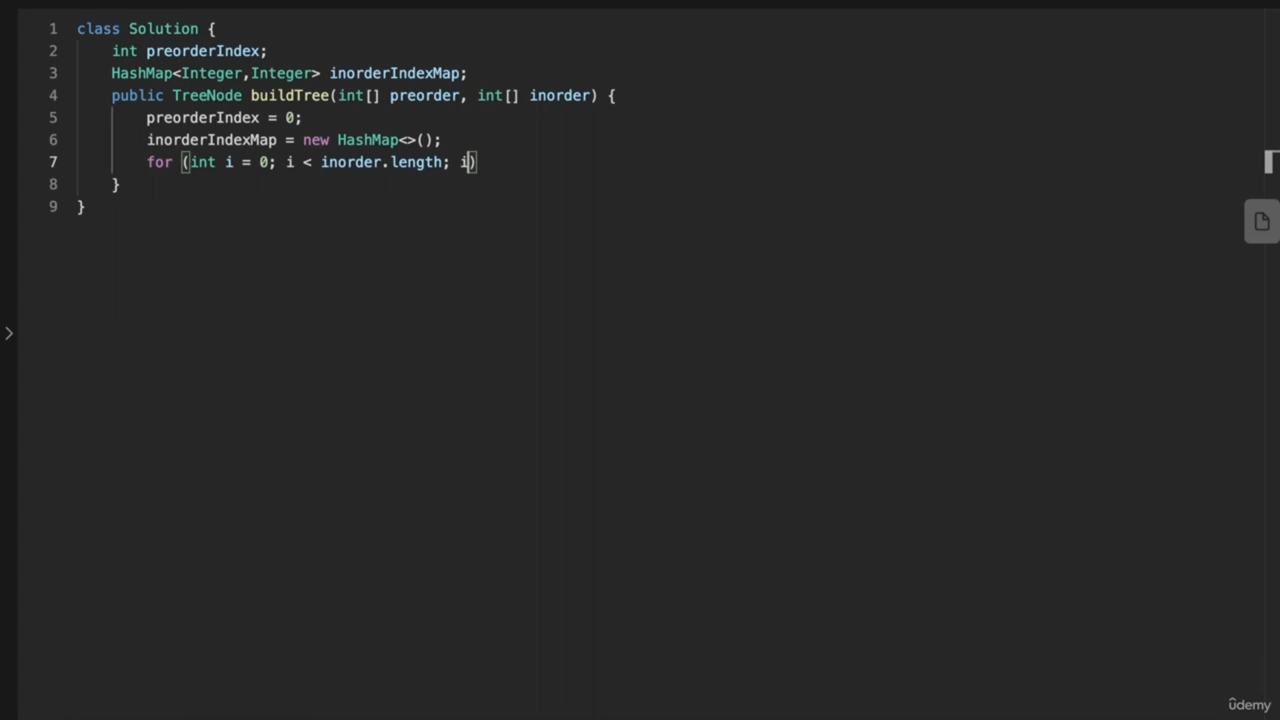 1 class Solution {
2 int preorderIndex;
3 HashMap<Integer,Integer> inorderIndexMap;
4 public TreeNode buildTree(int[] preorder, int[] inorder) {
5 preorderIndex = 0;
6 inorderIndexMap = new HashMap<>();
7 for (int i = 0; i < inorder.length; i)
8 }
9 }
ûdemy